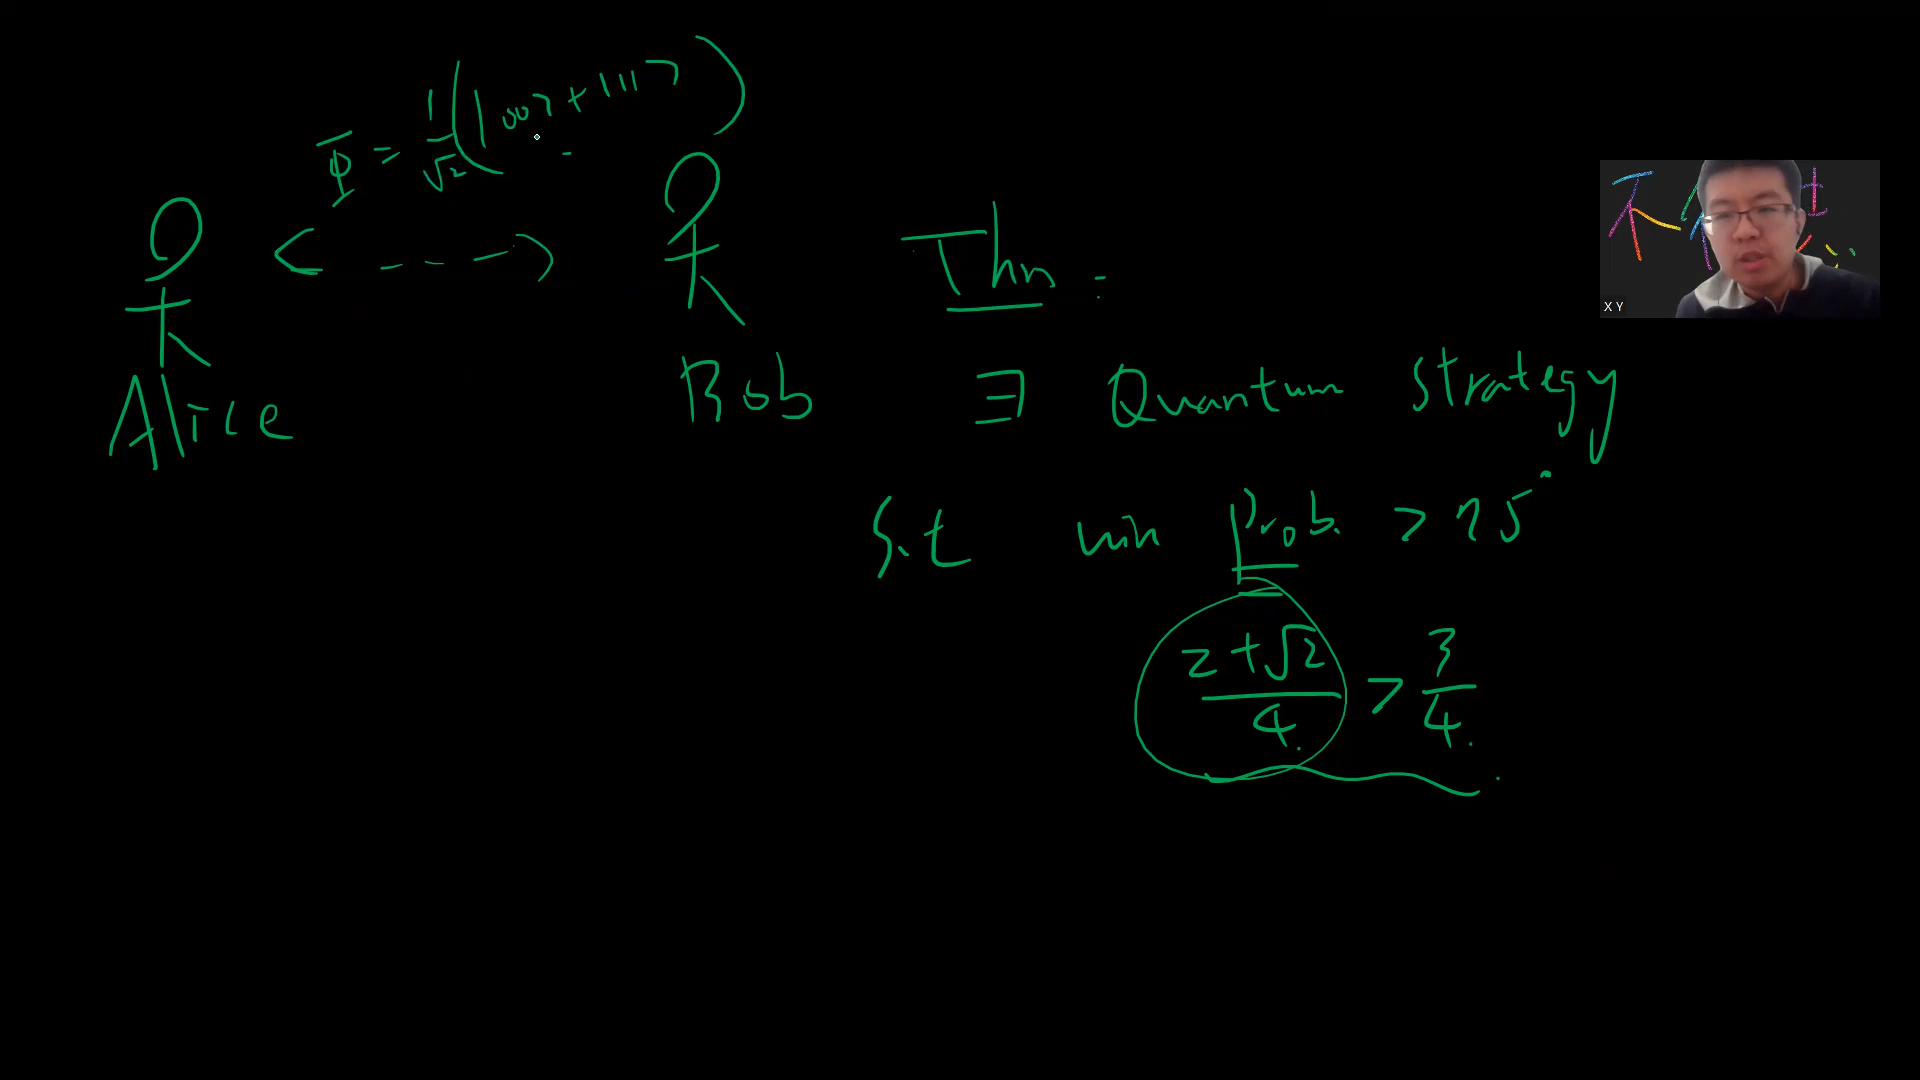 Φ = 1/√2 (|00> + |11>)
Alice
Bob
Thm :
∃ Quantum Strategy
S.t win Prob. > 75
2+√2/4 > 3/4.
X Y